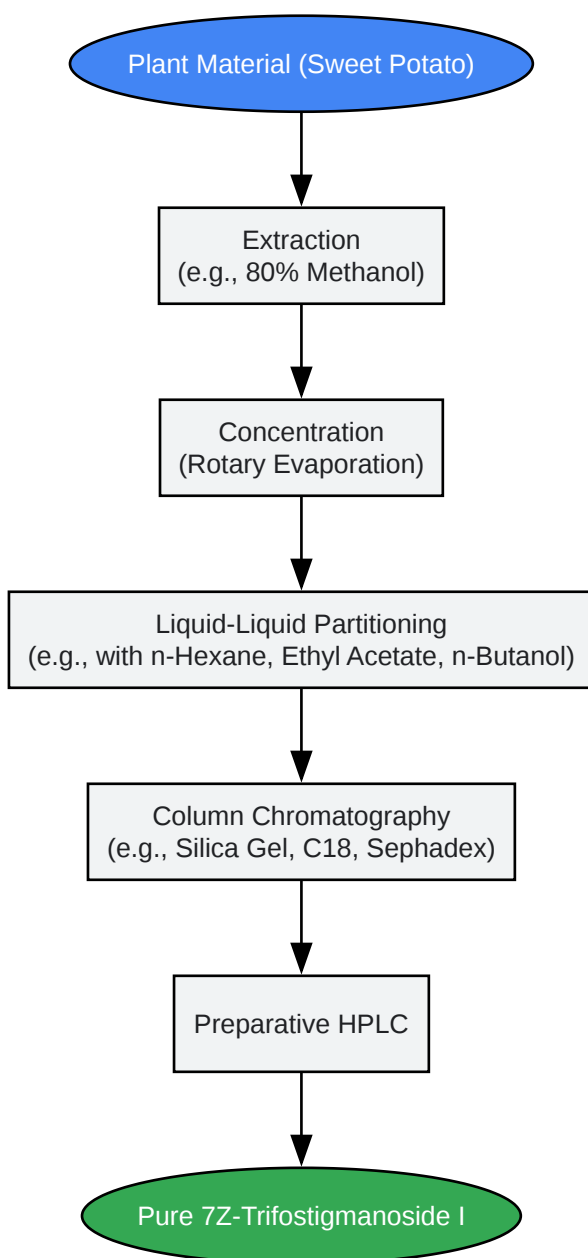 Plant Material (Sweet Potato)
Extraction
(e.g., 80% Methanol)
Concentration
(Rotary Evaporation)
Liquid-Liquid Partitioning
(e.g., with n-Hexane, Ethyl Acetate, n-Butanol)
Column Chromatography
(e.g., Silica Gel, C18, Sephadex)
Preparative HPLC
Pure 7Z-Trifostigmanoside I